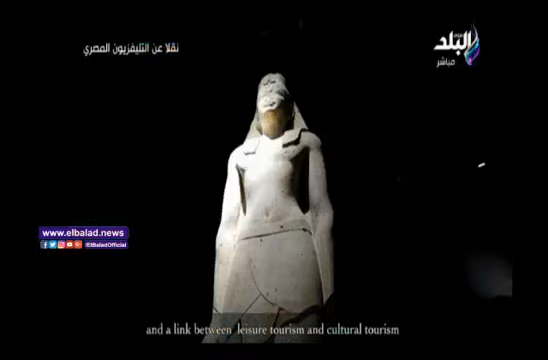 نقلا عن التليفزيون المصري
البلد
مباشر
www.elbalad.news
/ElBaladOfficial
and a link between leisure tourism and cultural tourism